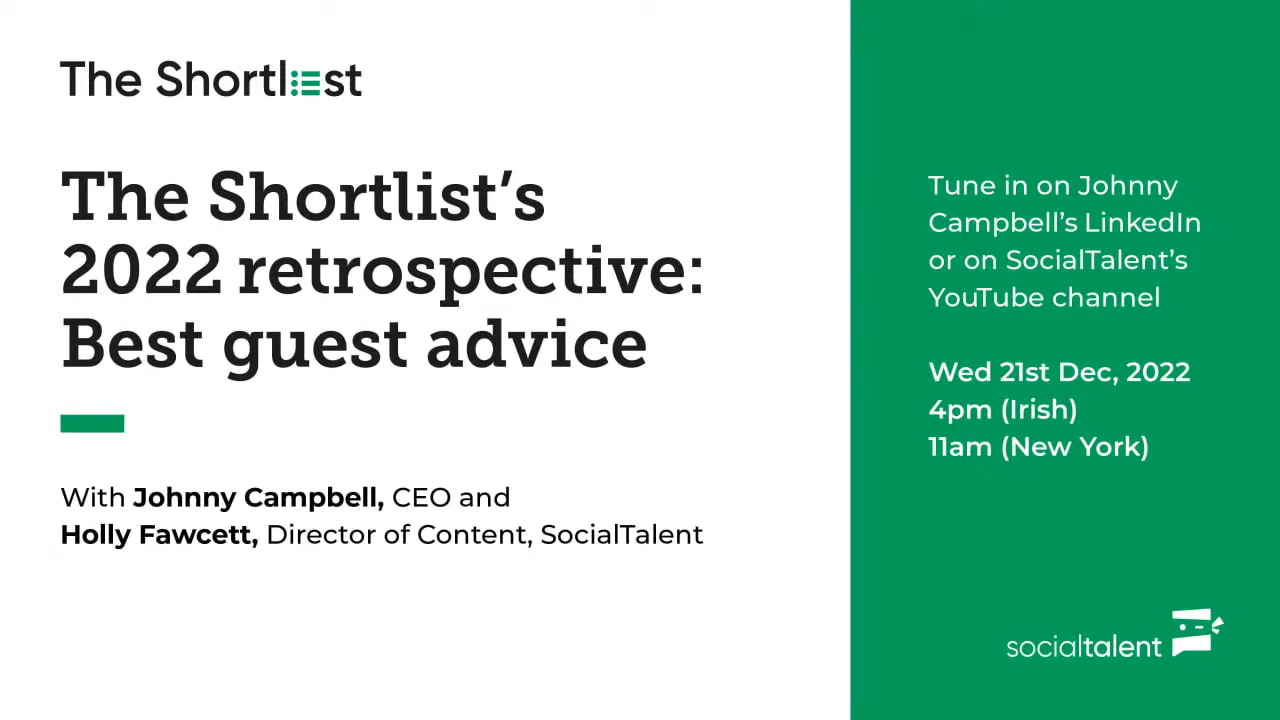 The Shortlist
The Shortlist’s
2022 retrospective:
Best guest advice
With Johnny Campbell, CEO and
Holly Fawcett, Director of Content, SocialTalent
Tune in on Johnny
Campbell’s LinkedIn
or on SocialTalent’s
YouTube channel
Wed 21st Dec, 2022
4pm (Irish)
11am (New York)
socialtalent